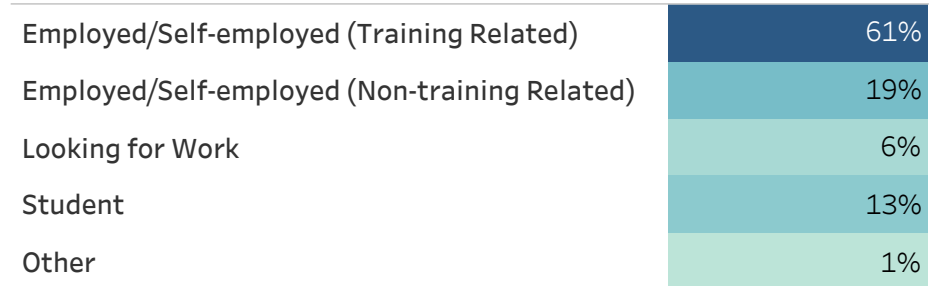 Employed/Self-employed (Training Related) 61%
Employed/Self-employed (Non-training Related) 19%
Looking for Work 6%
Student 13%
Other 1%